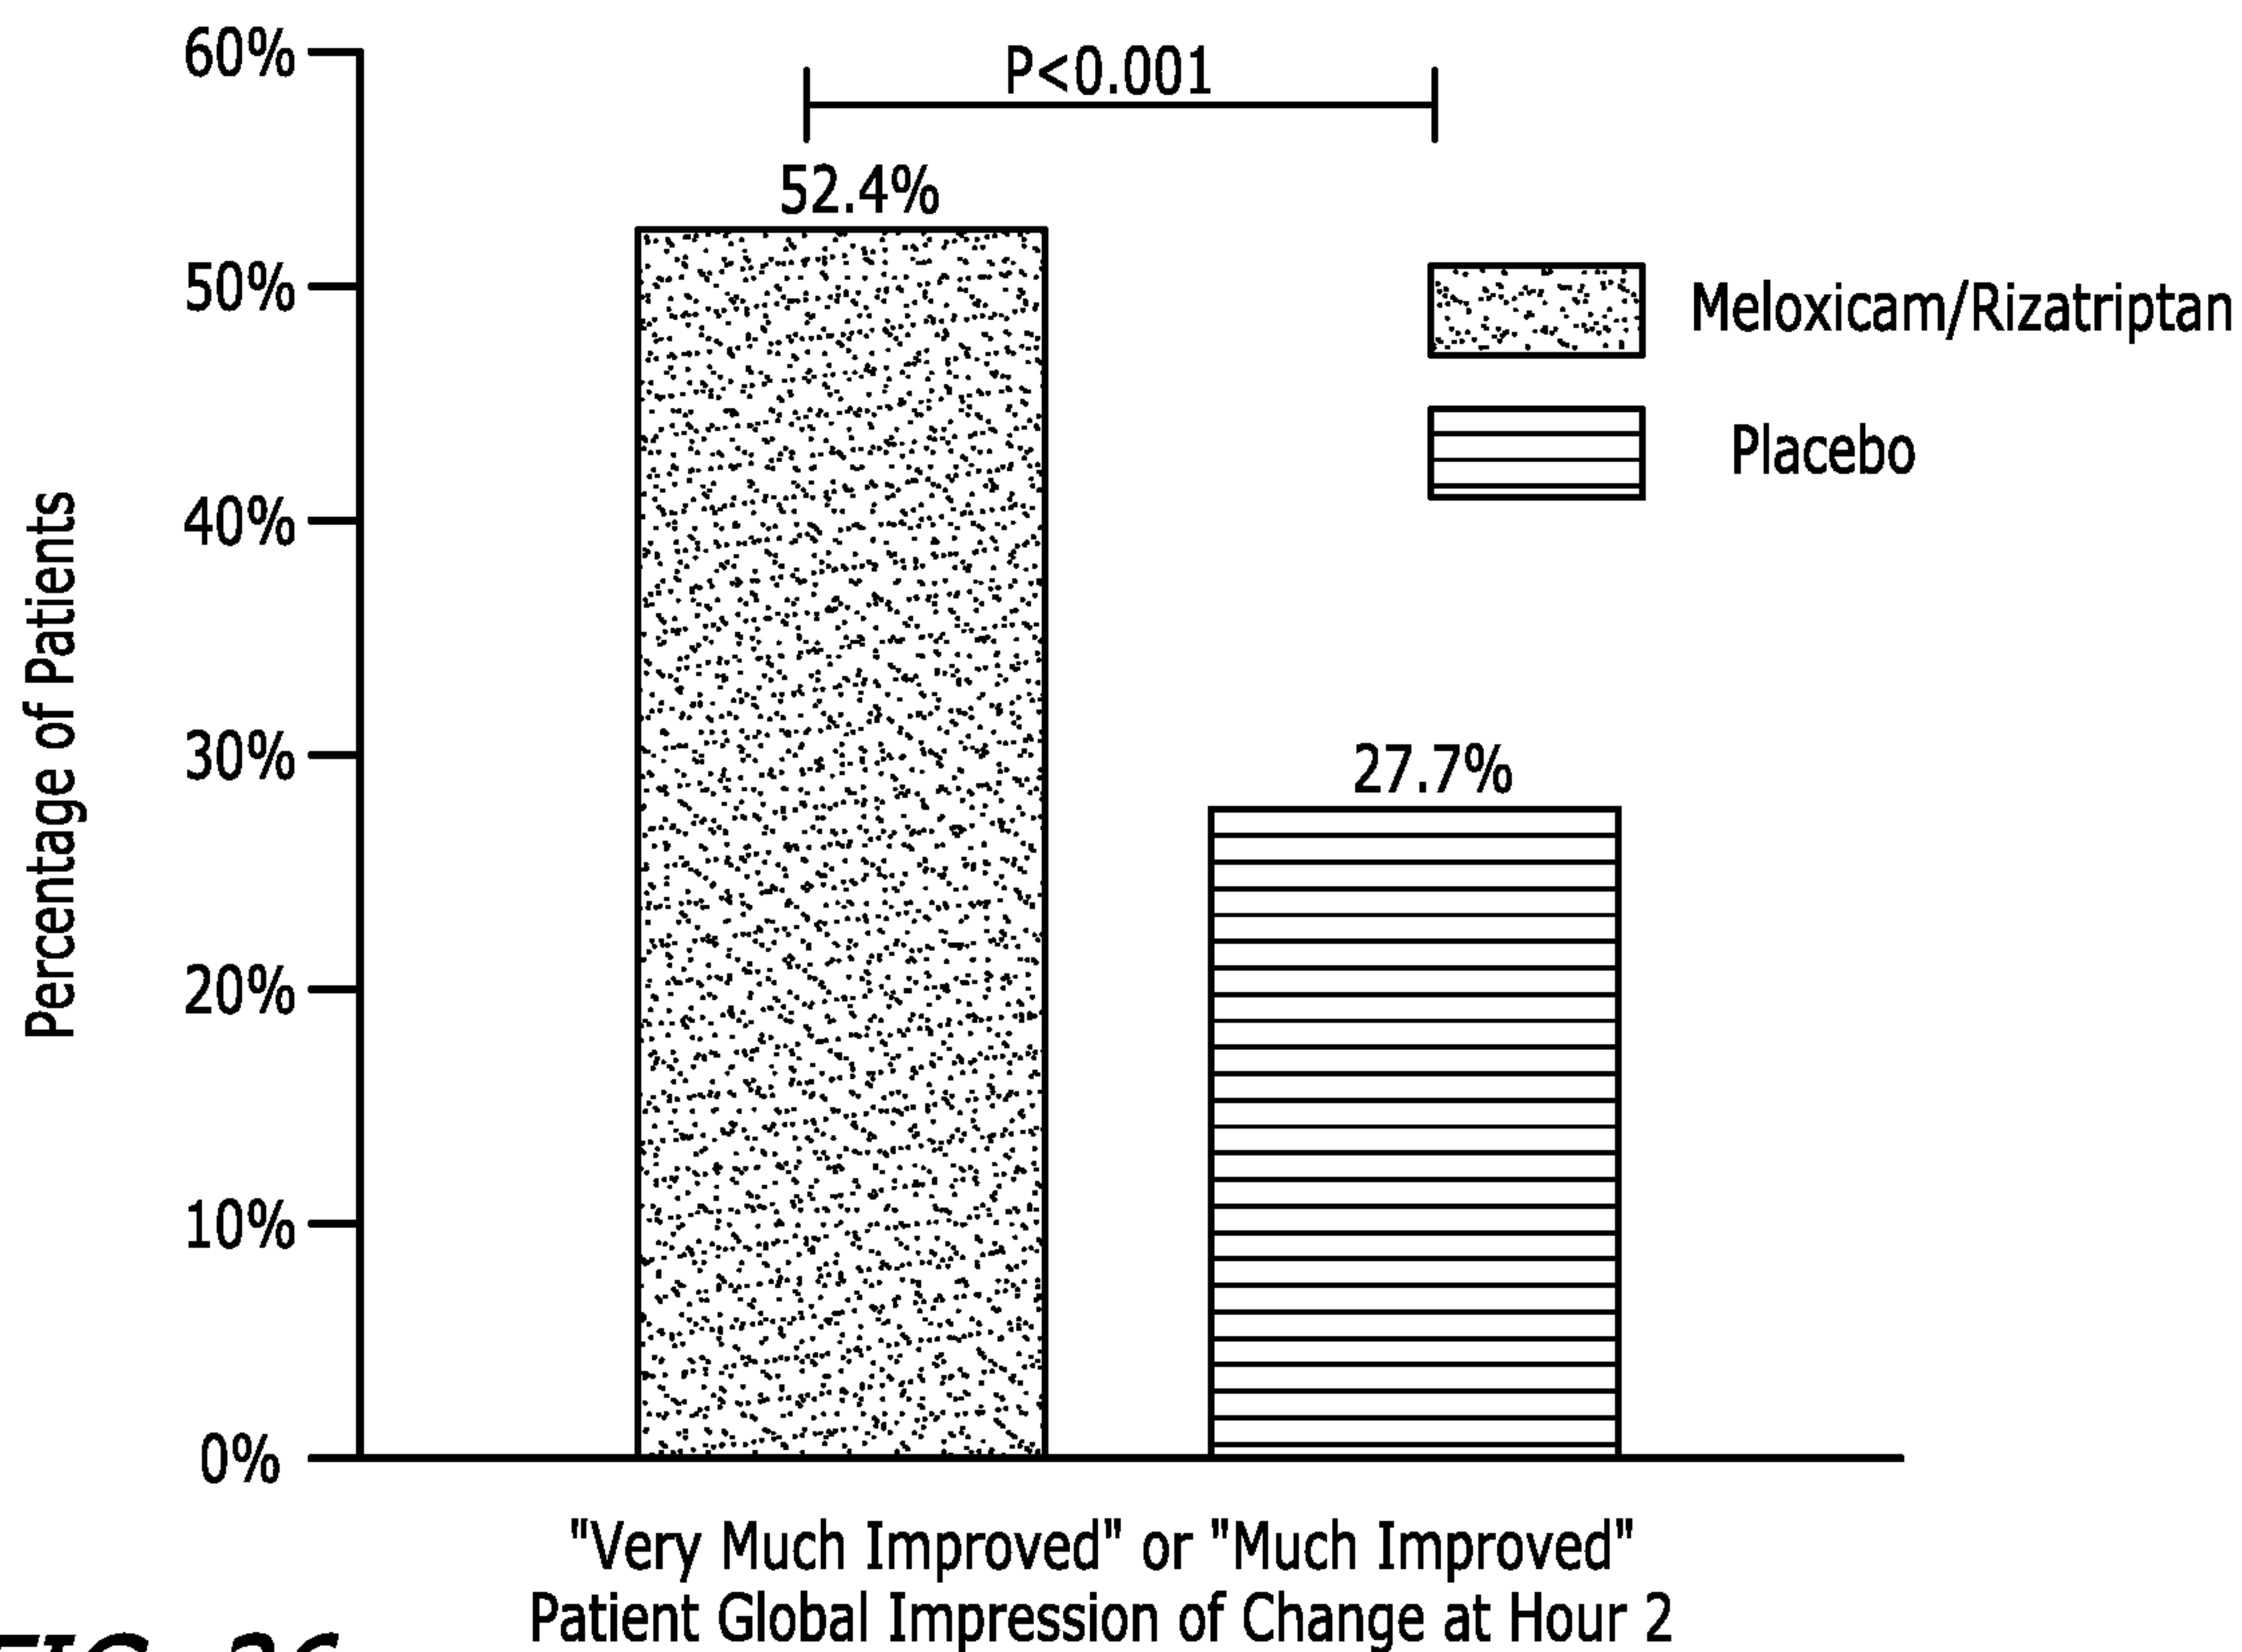 60%
P<0.001
52.4%
50%
Meloxicam/Rizatriptan
Placebo
40%
Percentage of Patients
30%
27.7%
20%
10%
0%
"Very Much Improved" or "Much Improved"
Patient Global Impression of Change at Hour 2